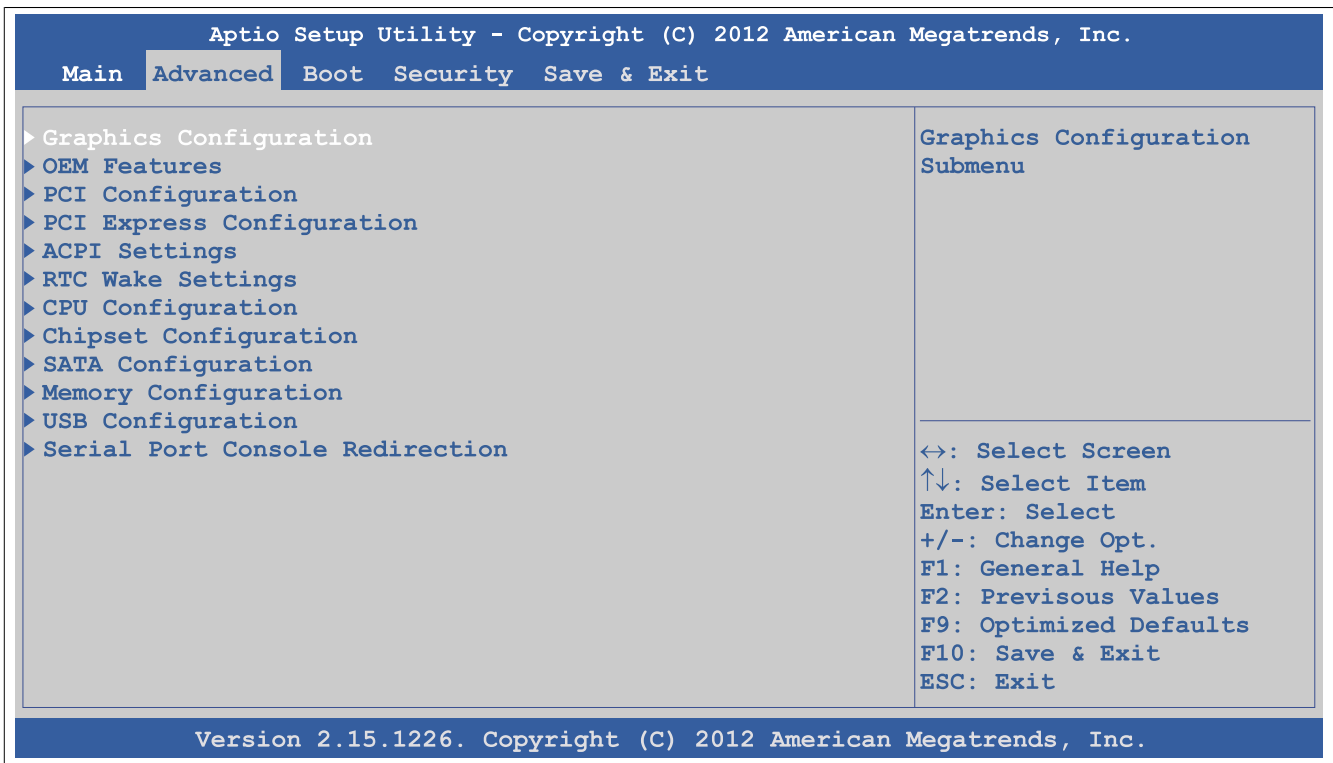 Aptio Setup Utility - Copyright (C) 2012 American Megatrends, Inc.
Main Advanced Boot Security Save & Exit
Graphics Configuration
OEM Features
PCI Configuration
PCI Express Configuration
ACPI Settings
RTC Wake Settings
CPU Configuration
Chipset Configuration
SATA Configuration
Memory Configuration
USB Configuration
Serial Port Console Redirection
Graphics Configuration
Submenu
↔: Select Screen
↑↓: Select Item
Enter: Select
+/-: Change Opt.
F1: General Help
F2: Previsous Values
F9: Optimized Defaults
F10: Save & Exit
ESC: Exit
Version 2.15.1226. Copyright (C) 2012 American Megatrends, Inc.